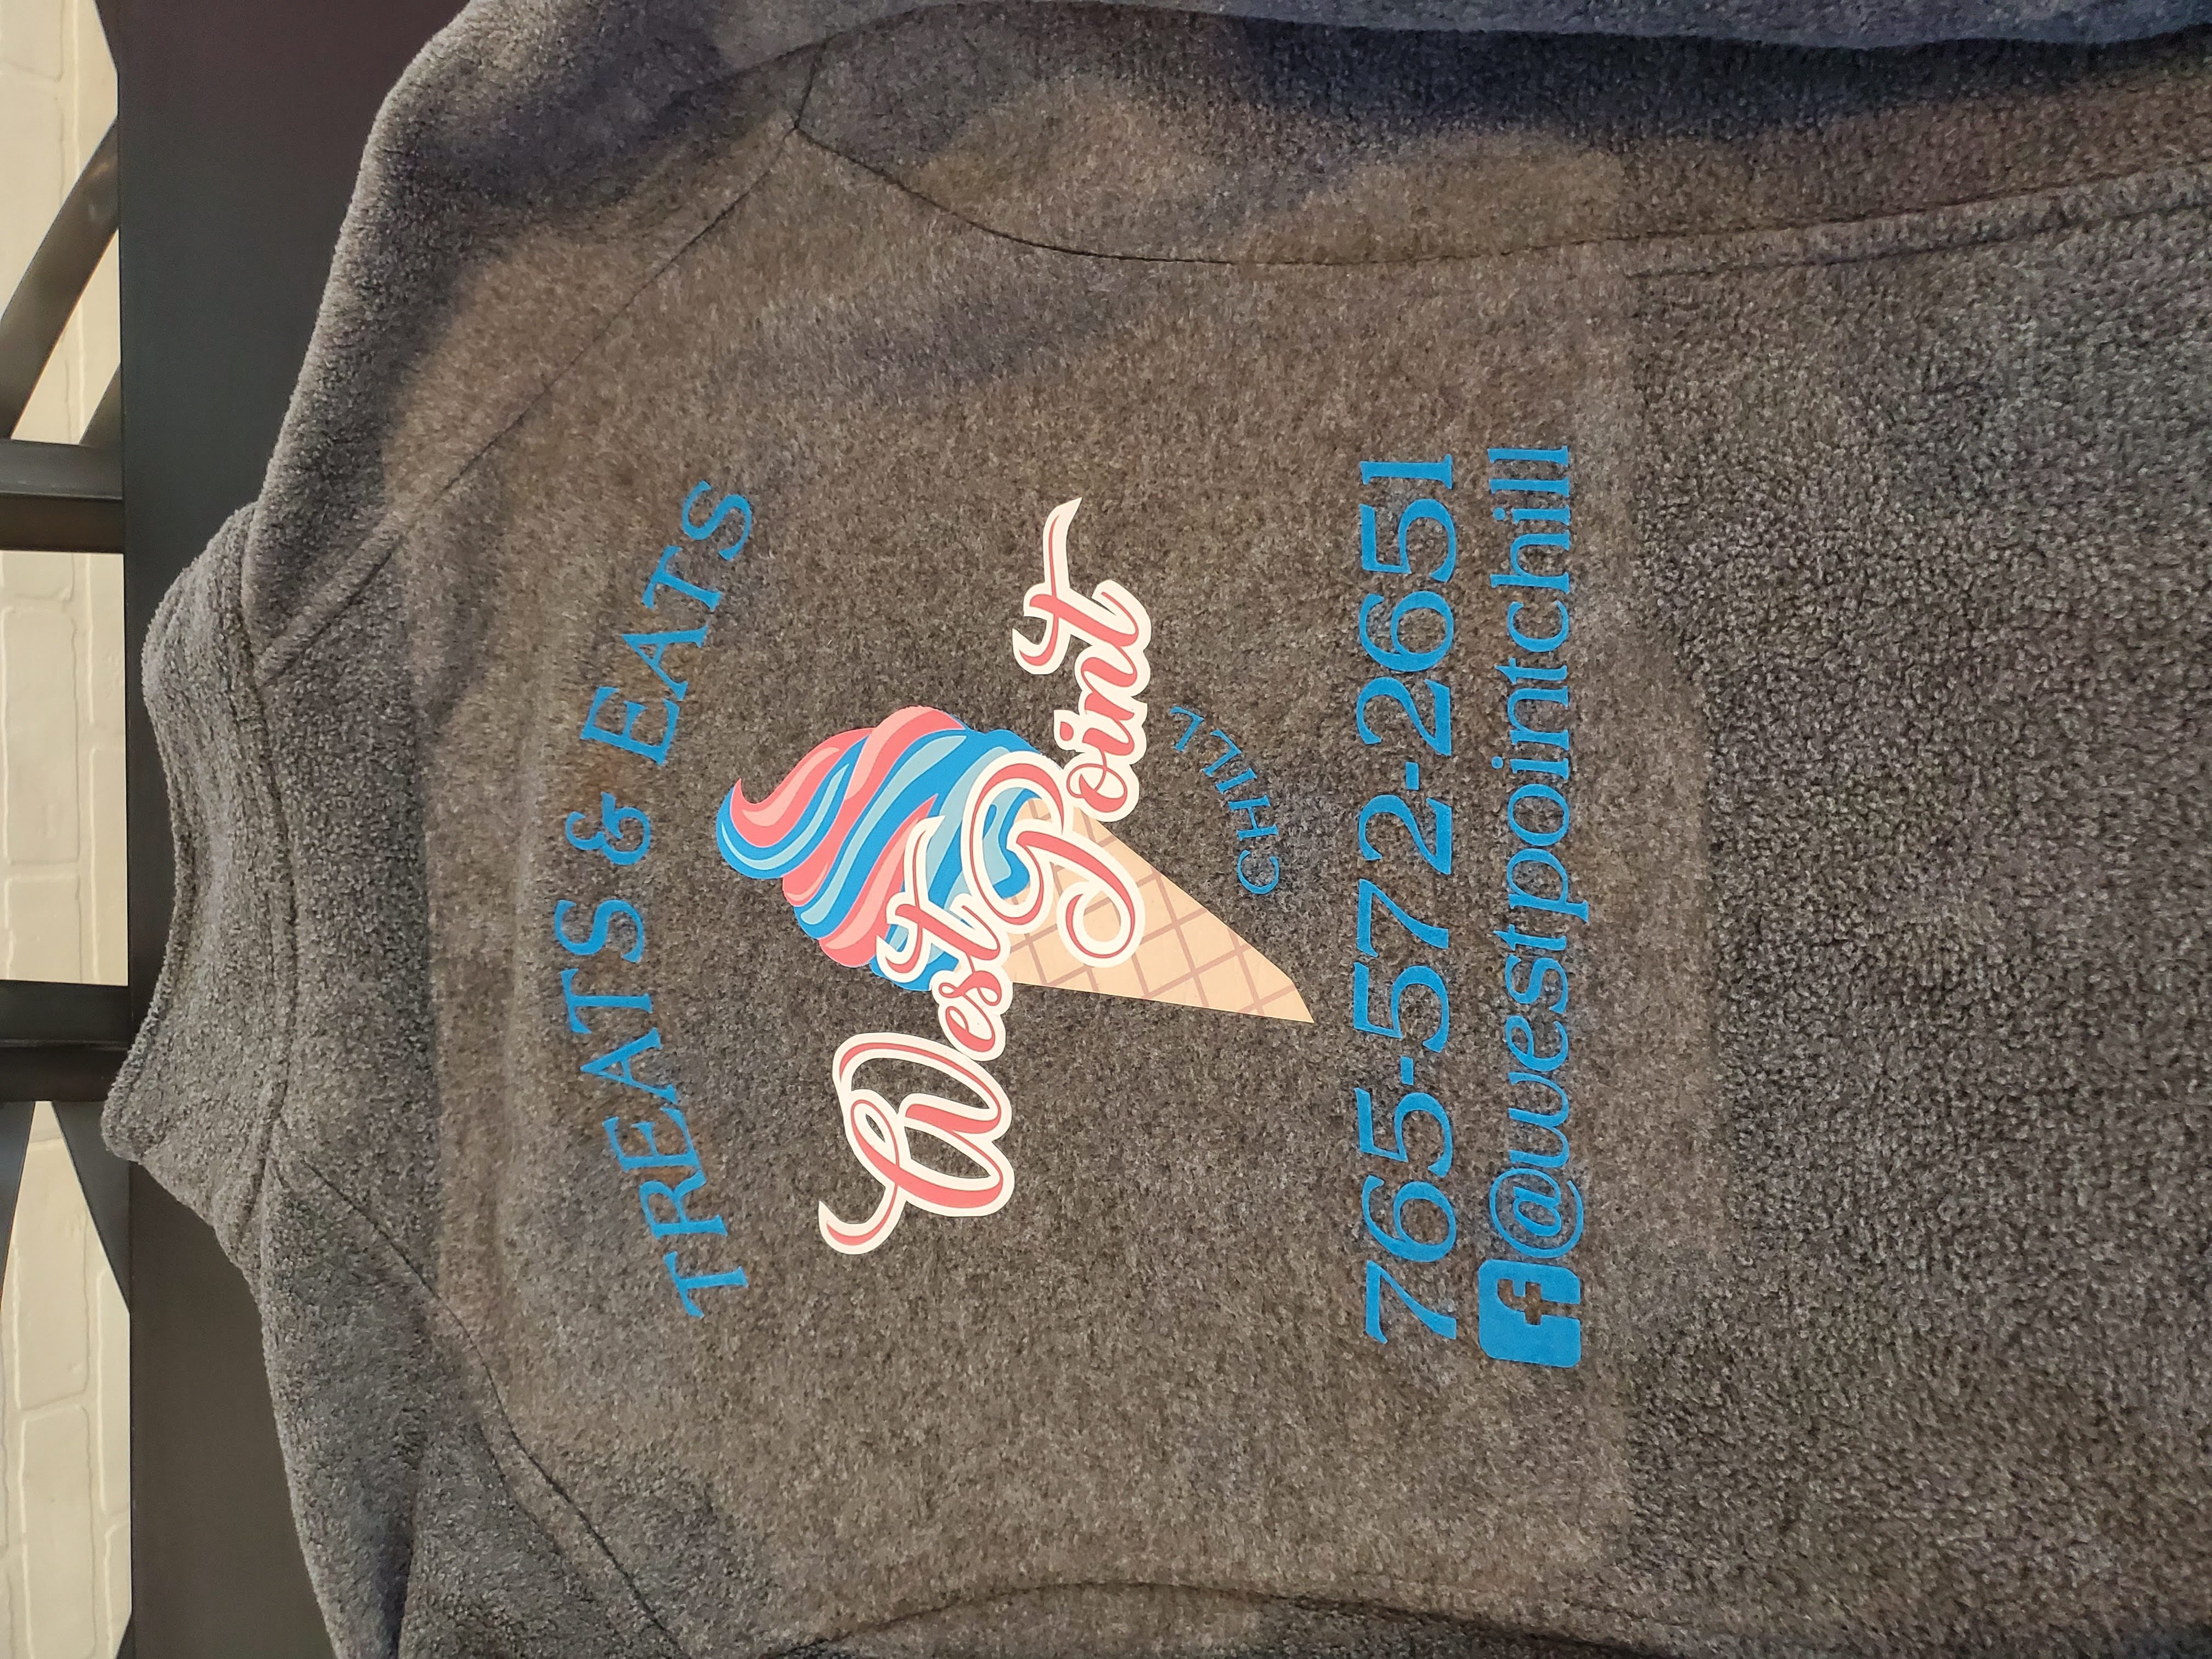 TREATS & EATS
West
Point
CHILL
765-572-2651
@westpointchill